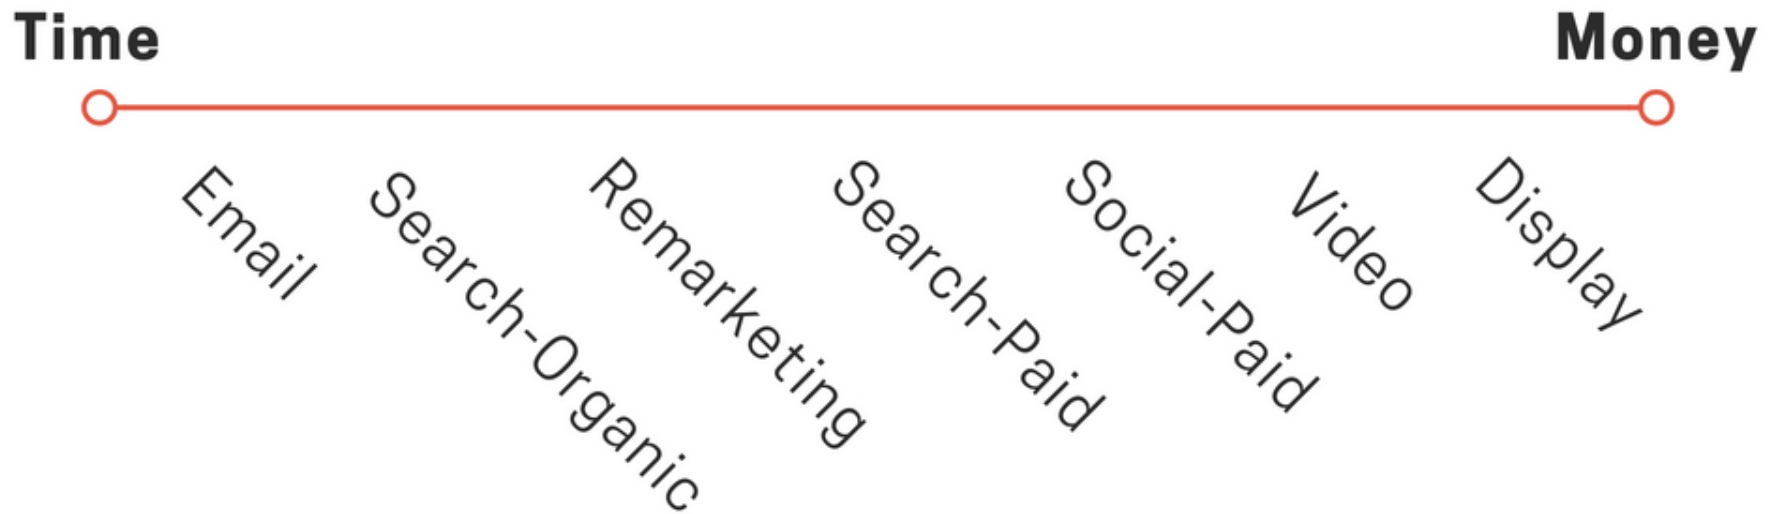 Time
Money
Email
Search-Organic
Remarketing
Search-Paid
Social-Paid
Video
Display